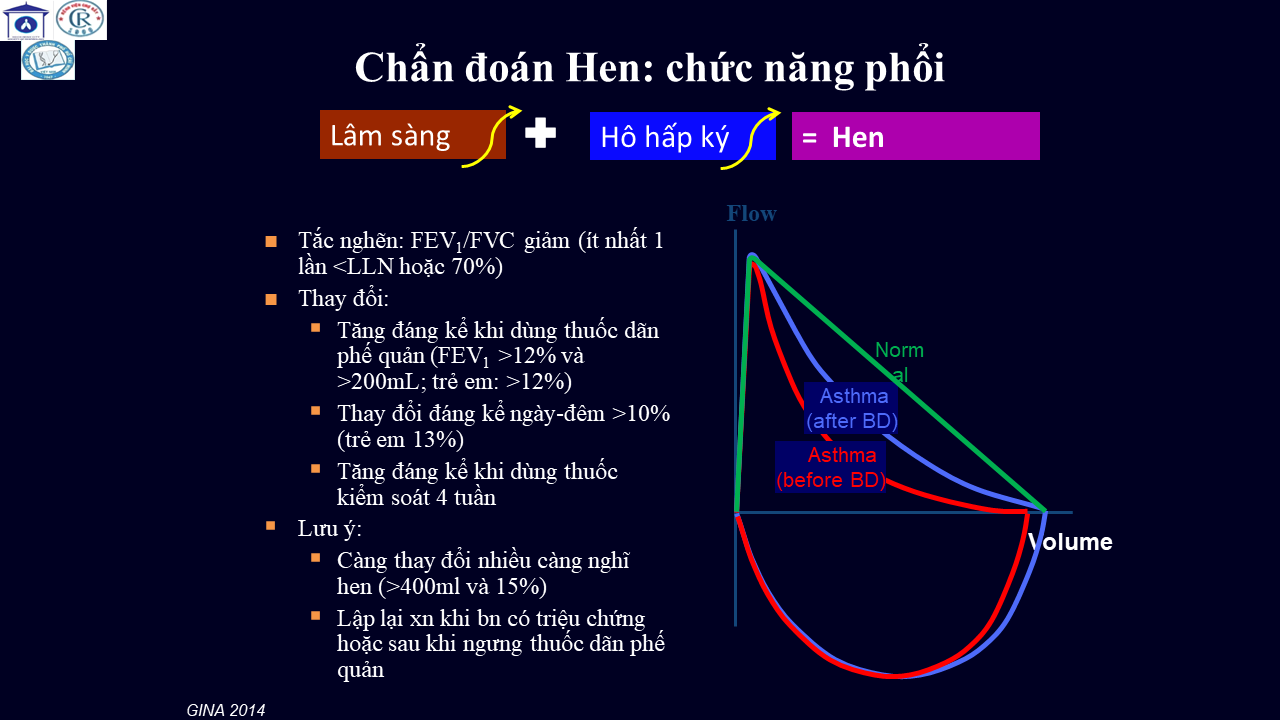 Chẩn đoán Hen: chức năng phổi
Lâm sàng
Hô hấp ký
= Hen
Tắc nghẽn: FEV1/FVC giảm (ít nhất 1
lần <LLN hoặc 70%)
Thay đổi:
Tăng đáng kể khi dùng thuốc dãn
phế quản (FEV1 >12% và
>200mL; trẻ em: >12%)
Thay đổi đáng kể ngày-đêm >10%
(trẻ em 13%)
Tăng đáng kể khi dùng thuốc
kiểm soát 4 tuần
Lưu ý:
Càng thay đổi nhiều càng nghĩ
hen (>400ml và 15%)
Lập lại xn khi bn có triệu chứng
hoặc sau khi ngưng thuốc dãn phế
quản
Flow
Norm
al
Asthma
(after BD)
Asthma
(before BD)
Volume
GINA 2014